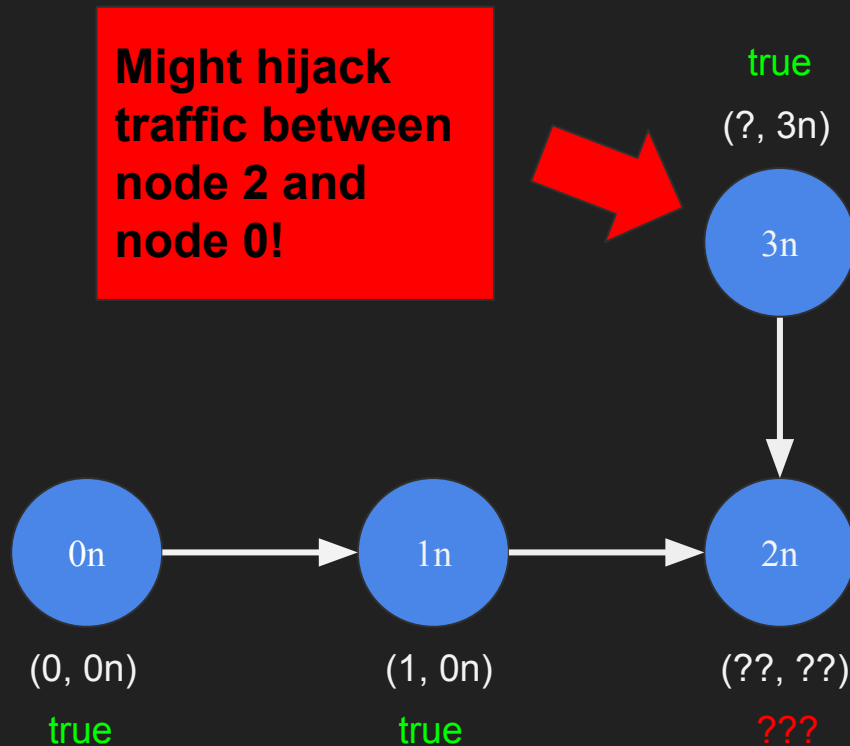 Might hijack
traffic between
node 2 and
node 0!
true
(?, 3n)
3n
0n
1n
2n
(0, 0n)
(1, 0n)
(??, ??)
true
true
???